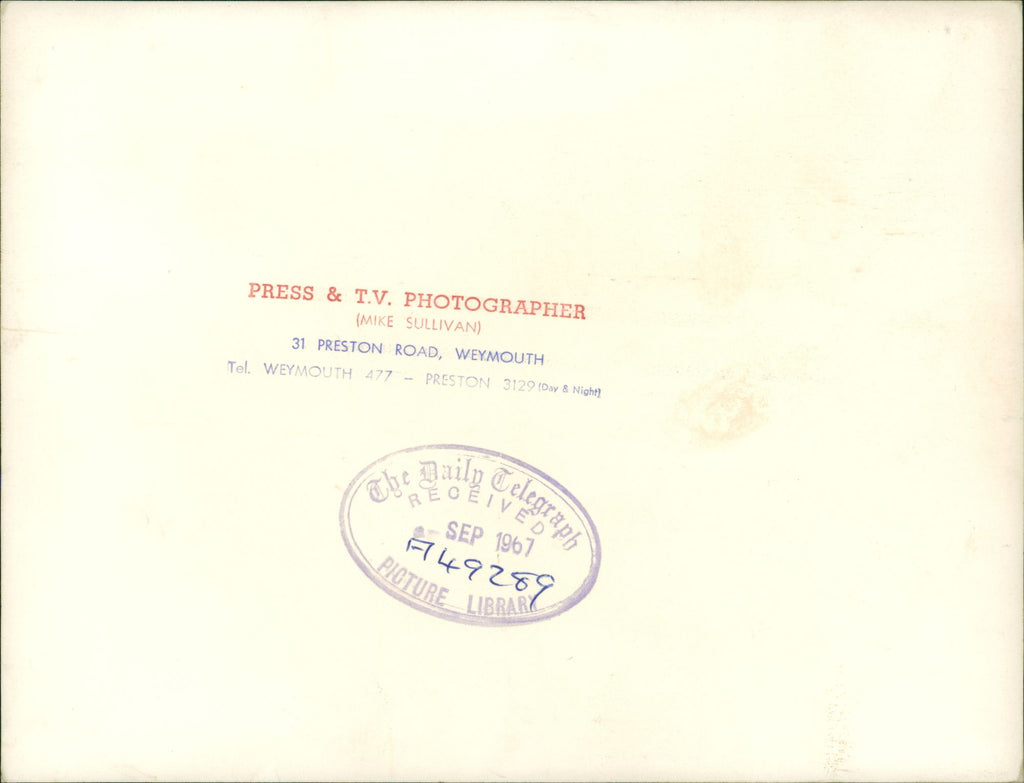 PRESS & T.V. PHOTOGRAPHER
(MIKE SULLIVAN)
31 PRESTON ROAD, WEYMOUTH
Tel. WEYMOUTH 477 – PRESTON 3129 (Day & Night)
The Daily Telegraph
RECEIVED
SEP 1967
A49289
PICTURE LIBRARY